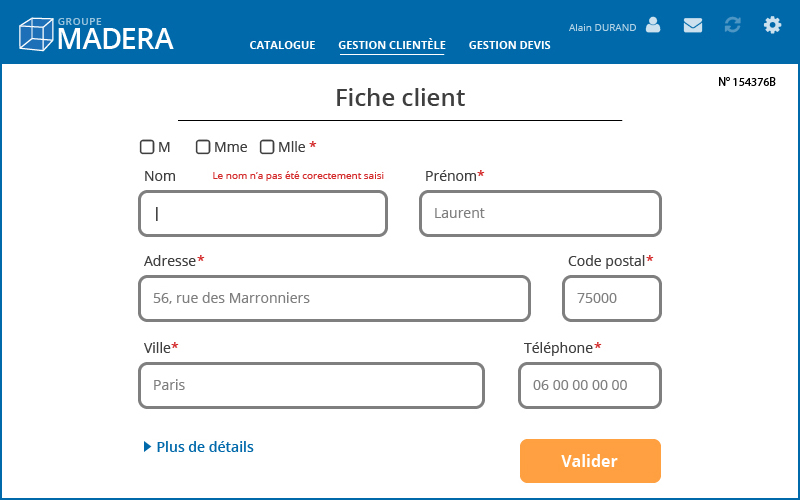 GROUPE
MADERA
CATALOGUE GESTION CLIENTÈLE GESTION DEVIS
Alain DURAND
Nº 154376B
Fiche client
M Mme Mlle *
Nom Le nom n'a pas été corectement saisi Prénom*
Laurent
Adresse* Code postal*
56, rue des Marronniers 75000
Ville* Téléphone*
Paris 06 00 00 00 00
Plus de détails Valider